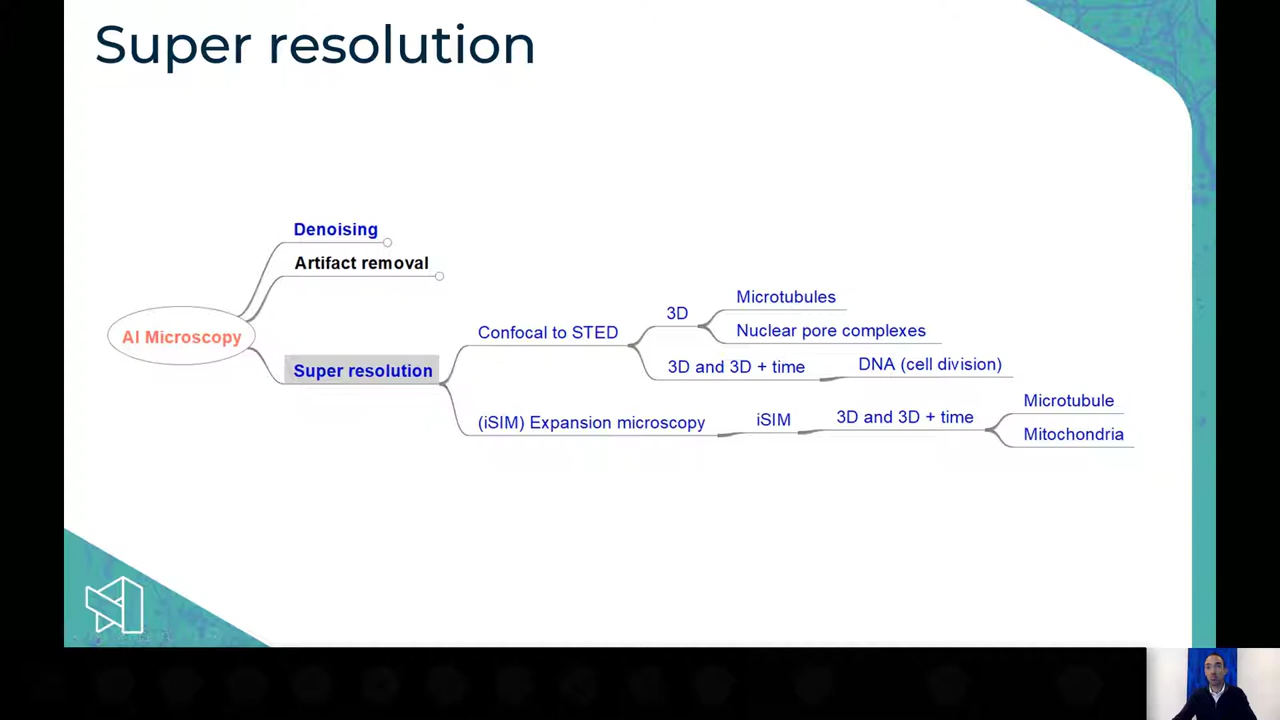 Super resolution
Denoising
Artifact removal
AI Microscopy
Super resolution
Confocal to STED
3D
Microtubules
Nuclear pore complexes
3D and 3D + time
DNA (cell division)
(iSIM) Expansion microscopy
iSIM
3D and 3D + time
Microtubule
Mitochondria